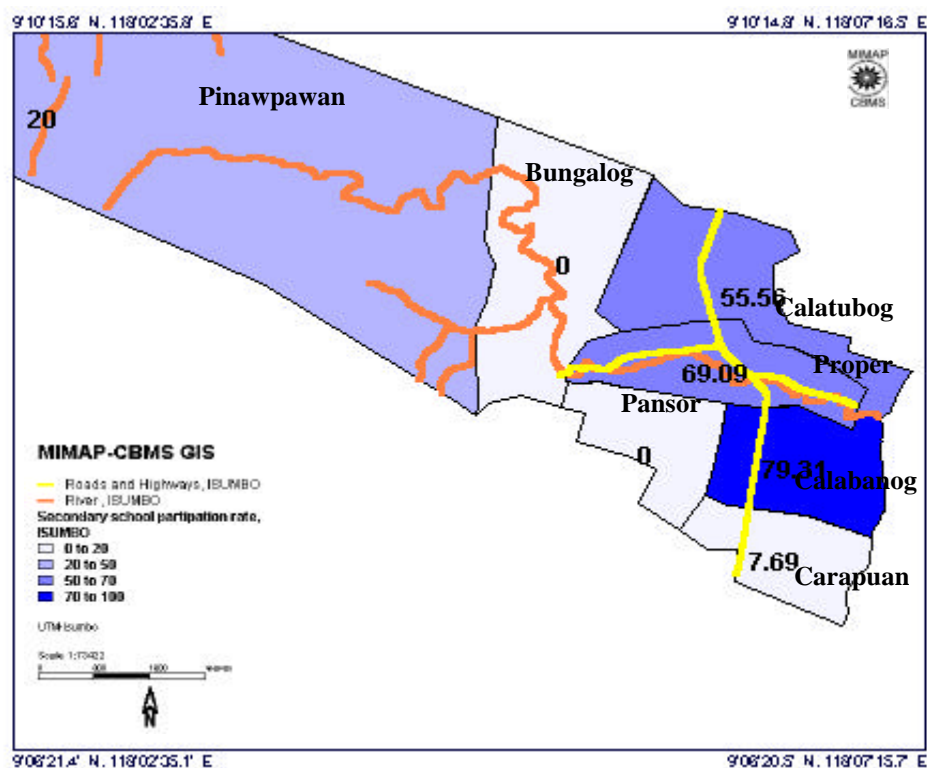 9°10'15.6" N. 118°02'35.8" E
9°10'14.8" N. 118°07'16.5" E
MIMAP
CBMS
Pinawpawan
20
Bungalog
0
55.56
Calatubog
Proper
69.09
Pansor
0
79.31
Calabanog
7.69
Carapuan
MIMAP-CBMS GIS
Roads and Highways, ISUMBO
River, ISUMBO
Secondary school partipation rate,
ISUMBO
0 to 20
20 to 50
50 to 70
70 to 100
UTM-Isumbo
Scale 1:73422
0
N
9°06'21.4" N. 118°02'35.1" E
9°06'20.5" N. 118°07'15.7" E